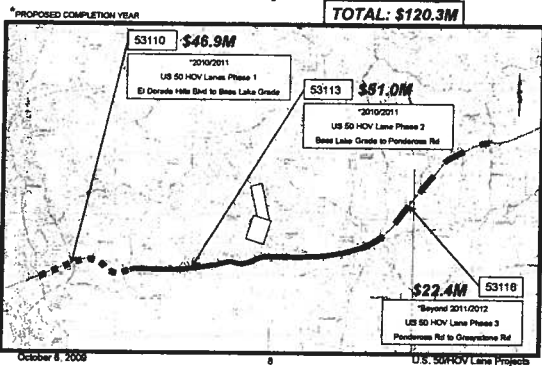 *PROPOSED COMPLETION YEAR
TOTAL: $120.3M
53110 $46.9M
*2010/2011
US 50 HOV Lanes Phase 1
El Dorado Hills Blvd to Bass Lake Grade
53113 $51.0M
*2010/2011
US 50 HOV Lane Phase 2
Bass Lake Grade to Ponderosa Rd
$22.4M 53116
*Beyond 2011/2012
US 50 HOV Lane Phase 3
Ponderosa Rd to Greenstone Rd
October 6, 2009
8
U.S. 50/HOV Lane Projects